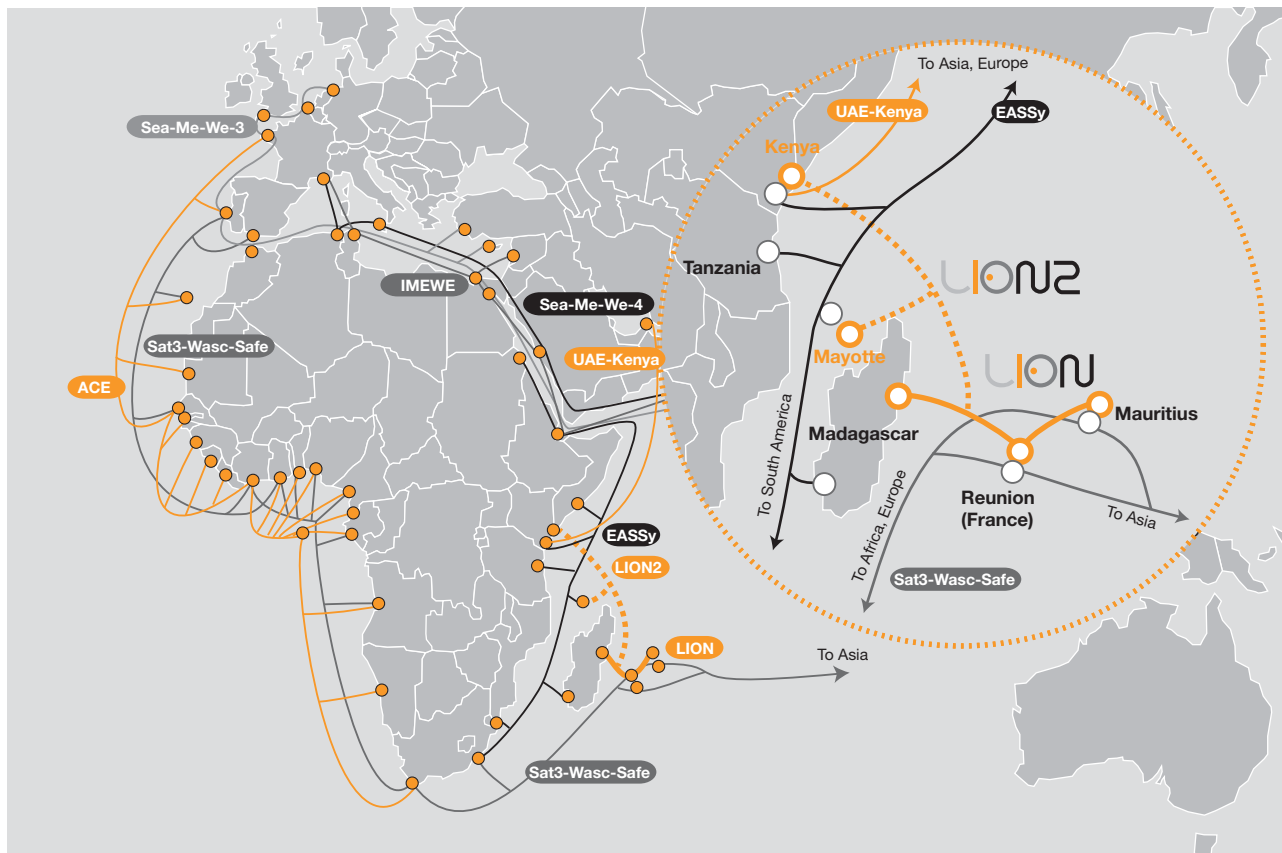 To Asia, Europe
UAE-Kenya
EASSy
Sea-Me-We-3
Kenya
Tanzania
LION2
IMEWE
Sea-Me-We-4
Sat3-Wasc-Safe
UAE-Kenya
Mayotte
LION
ACE
Mauritius
Madagascar
To South America
Reunion
(France)
To Asia
To Africa, Europe
EASSy
LION2
Sat3-Wasc-Safe
LION
To Asia
Sat3-Wasc-Safe